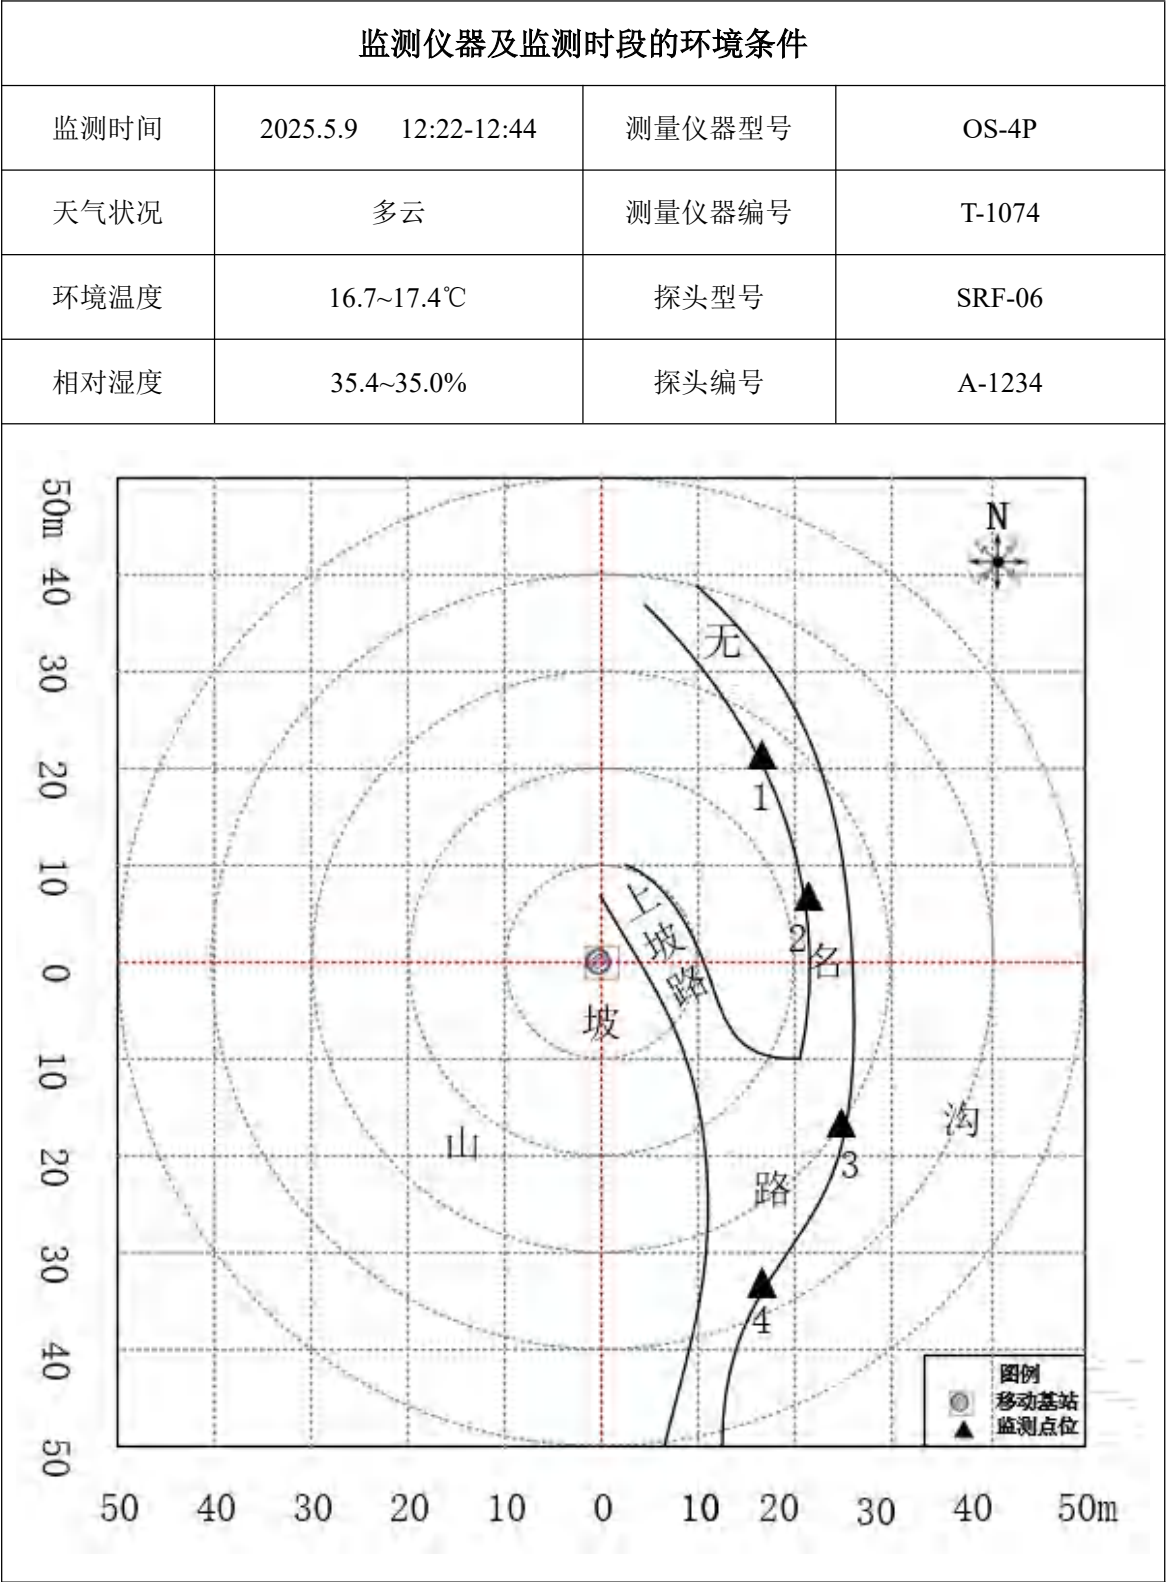 监测仪器及监测时段的环境条件
监测时间 2025.5.9 12:22-12:44 测量仪器型号 OS-4P
天气状况 多云 测量仪器编号 T-1074
环境温度 16.7~17.4℃ 探头型号 SRF-06
相对湿度 35.4~35.0% 探头编号 A-1234
50m
40
30
20
10
0
10
20
30
40
50
N
无
1
上
坡
路
2
名
坡
沟
山
3
路
4
图例
移动基站
监测点位
50 40 30 20 10 0 10 20 30 40 50m